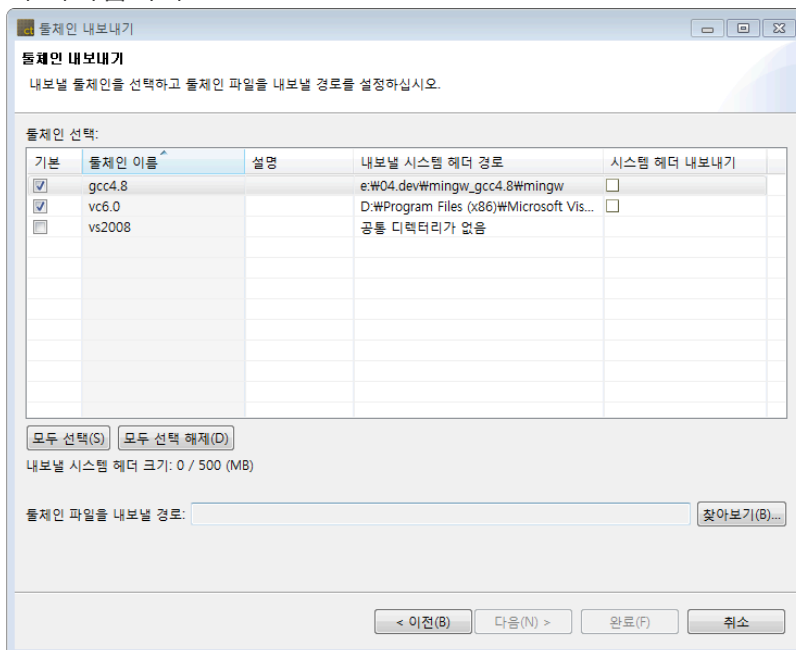 ct 툴체인 내보내기
툴체인 내보내기
내보낼 툴체인을 선택하고 툴체인 파일을 내보낼 경로를 설정하십시오.
툴체인 선택:
기본 툴체인 이름 설명 내보낼 시스템 헤더 경로 시스템 헤더 내보내기
gcc4.8 e:₩04.dev₩mingw_gcc4.8₩mingw
vc6.0 D:₩Program Files (x86)₩Microsoft Vis...
vs2008 공통 디렉터리가 없음
모두 선택(S) 모두 선택 해제(D)
내보낼 시스템 헤더 크기: 0 / 500 (MB)
툴체인 파일을 내보낼 경로: 찾아보기(B)...
< 이전(B) 다음(N) > 완료(F) 취소